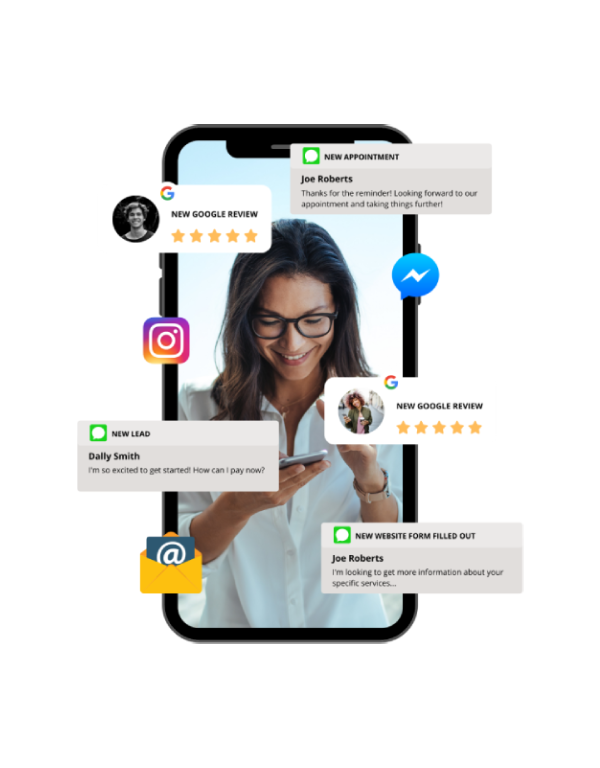 NEW APPOINTMENT
Joe Roberts
Thanks for the reminder! Looking forward to our
appointment and taking things further!
NEW GOOGLE REVIEW
NEW GOOGLE REVIEW
NEW LEAD
Dally Smith
I'm so excited to get started! How can I pay now?
@
NEW WEBSITE FORM FILLED OUT
Joe Roberts
I'm looking to get more information about your
specific services...